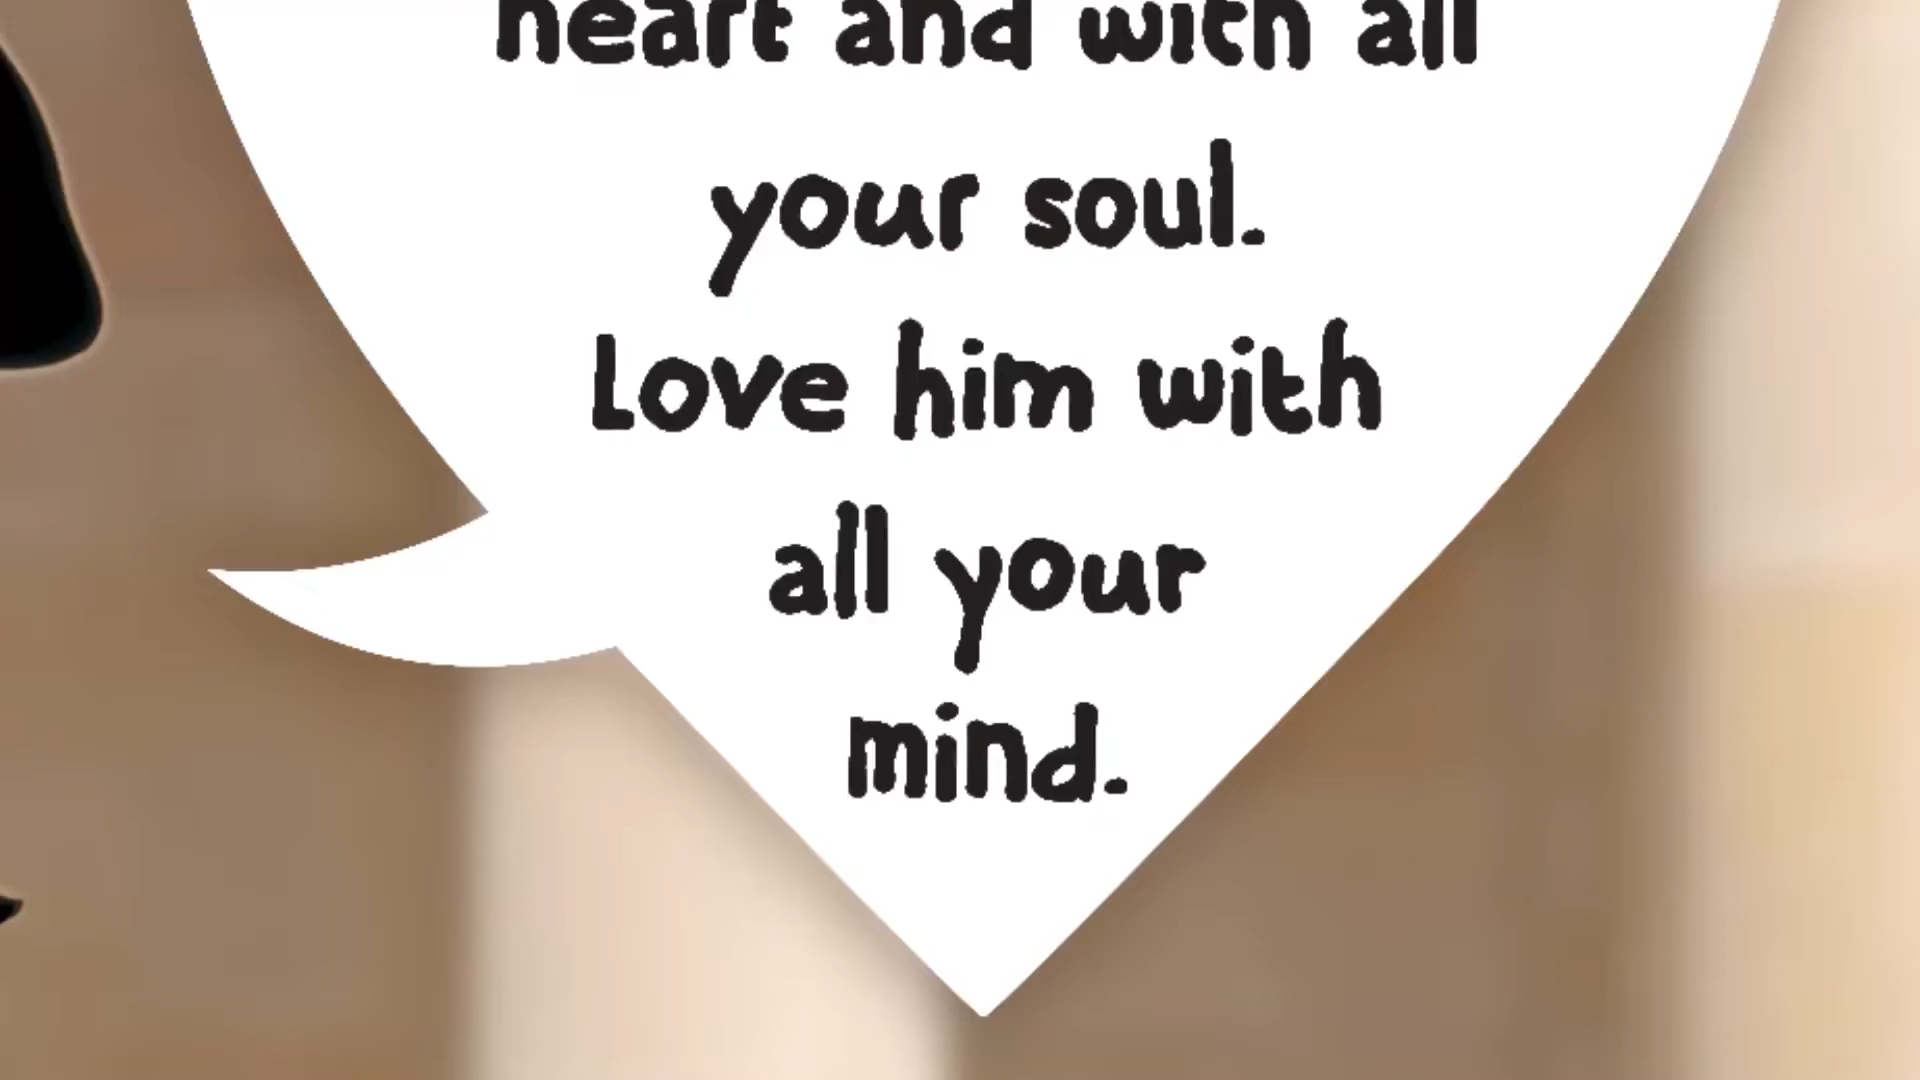 heart and with all
your soul.
Love him with
all your
mind.